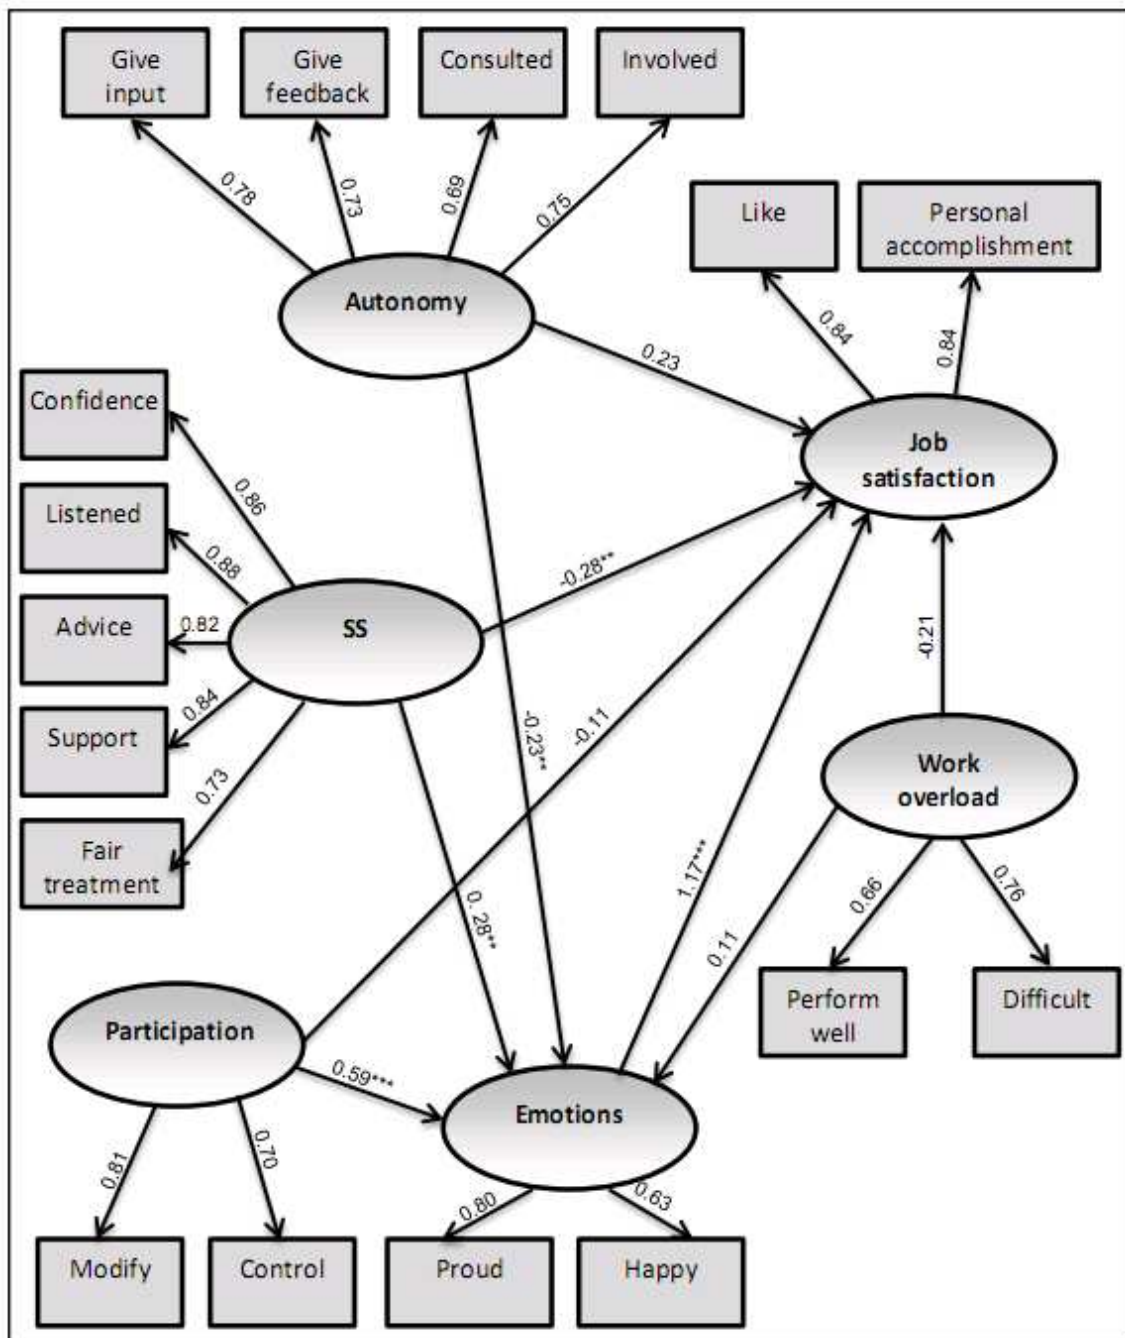 Give
input
Give
feedback
Consulted
Involved
0.78
0.73
0.69
0.75
Like
Personal
accomplishment
Autonomy
0.84
0.84
0.23
Confidence
Job
satisfaction
0.86
Listened
0.88
-0.28**
Advice
0.82
SS
-0.21
Support
0.84
-0.23**
-0.11
Work
overload
0.73
Fair
treatment
1.17***
0.66
0.76
0. 28**
0.11
Perform
well
Difficult
Participation
0.59***
Emotions
0.81
0.70
0.80
0.63
Modify
Control
Proud
Happy